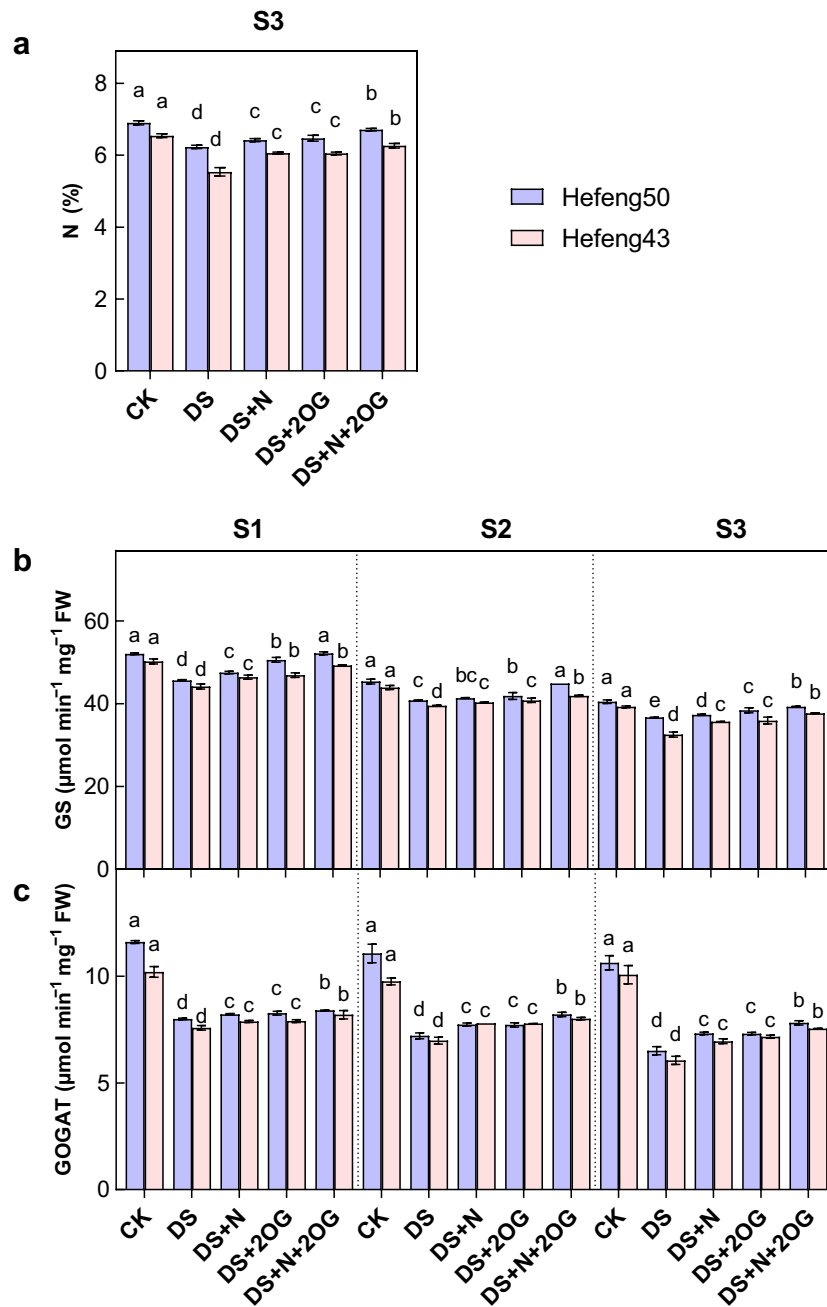 S3
a
a a d d c c c c b b
8
6
4
2
0
N (%)
CK DS DS+N DS+2OG DS+N+2OG
Hefeng50
Hefeng43
S1 S2 S3
b
60
40
20
0
GS (μmol min⁻¹ mg⁻¹ FW
a a d d c c b b a b a a c d bc c b c a b a a e d d c c c b b
c
10
5
0
GOGAT (μmol min⁻¹ mg⁻¹ FW)
a a d d c c c c b b a a d d c c c c b b a a d d c c c c b b
CK DS DS+N DS+2OG DS+N+2OG CK DS DS+N DS+2OG DS+N+2OG CK DS DS+N DS+2OG DS+N+2OG